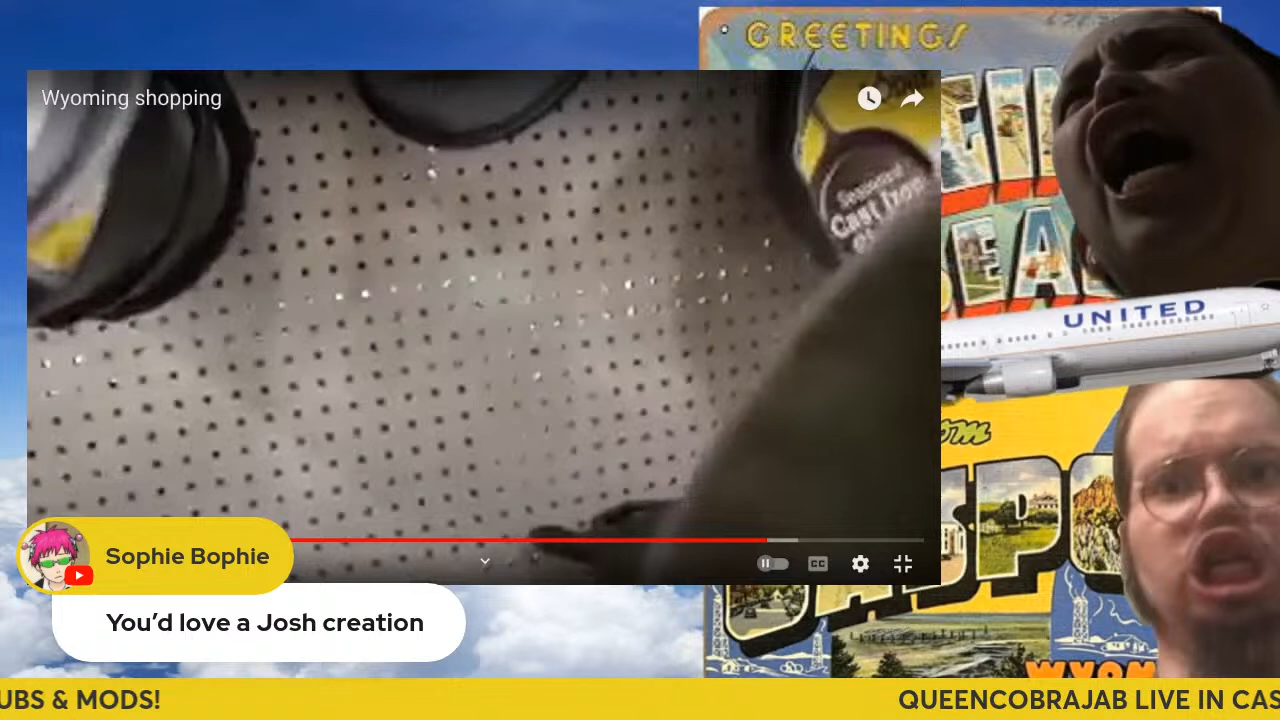 GREETINGS
Wyoming shopping
Seasoned
Cast Iron
UNITED
CC
Sophie Bophie
You’d love a Josh creation
UBS & MODS!
QUEENCOBRAJAB LIVE IN CAS